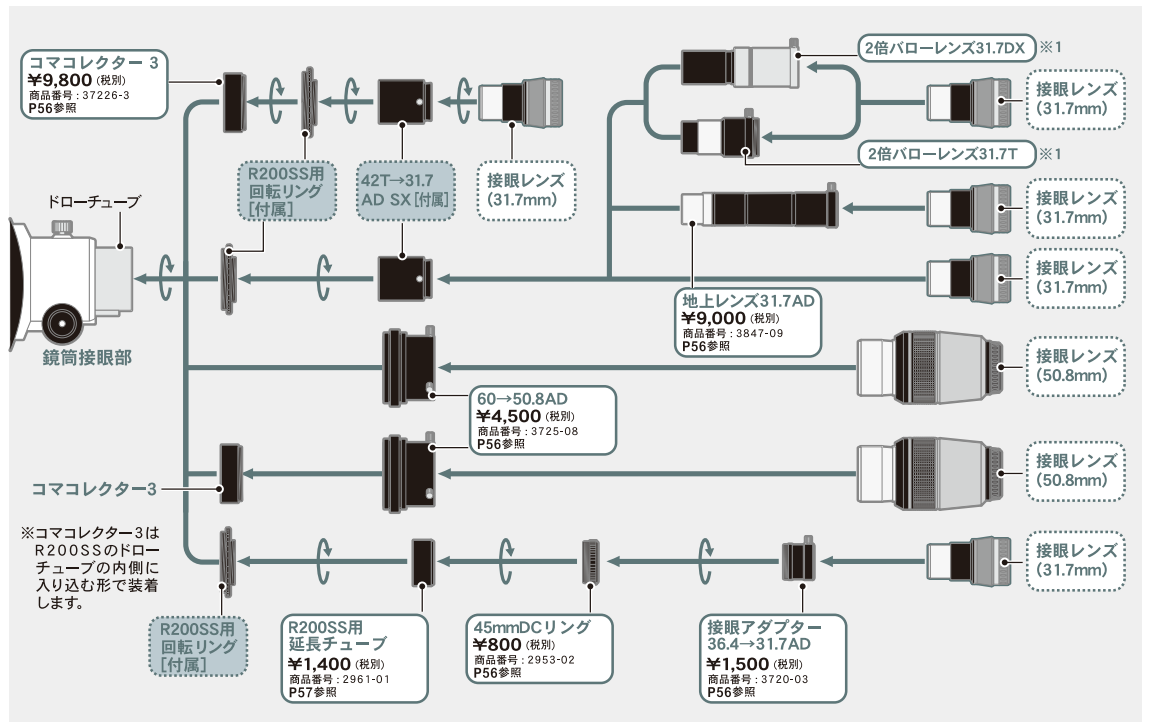 コマコレクター 3
¥9,800 (税別)
商品番号：37226-3
P56参照
R200SS用
回転リング
[付属]
42T→31.7
AD SX[付属]
接眼レンズ
(31.7mm)
2倍バローレンズ31.7DX ※1
接眼レンズ
(31.7mm)
2倍バローレンズ31.7T ※1
接眼レンズ
(31.7mm)
ドローチューブ
接眼レンズ
(31.7mm)
地上レンズ31.7AD
¥9,000 (税別)
商品番号：3847-09
P56参照
鏡筒接眼部
接眼レンズ
(50.8mm)
60→50.8AD
¥4,500 (税別)
商品番号：3725-08
P56参照
接眼レンズ
(50.8mm)
コマコレクター3
※コマコレクター3は
R200SSのドロー
チューブの内側に
入り込む形で装着
します。
接眼レンズ
(31.7mm)
R200SS用
回転リング
[付属]
R200SS用
延長チューブ
¥1,400 (税別)
商品番号：2961-01
P57参照
45mmDCリング
¥800 (税別)
商品番号：2953-02
P56参照
接眼アダプター
36.4→31.7AD
¥1,500 (税別)
商品番号：3720-03
P56参照